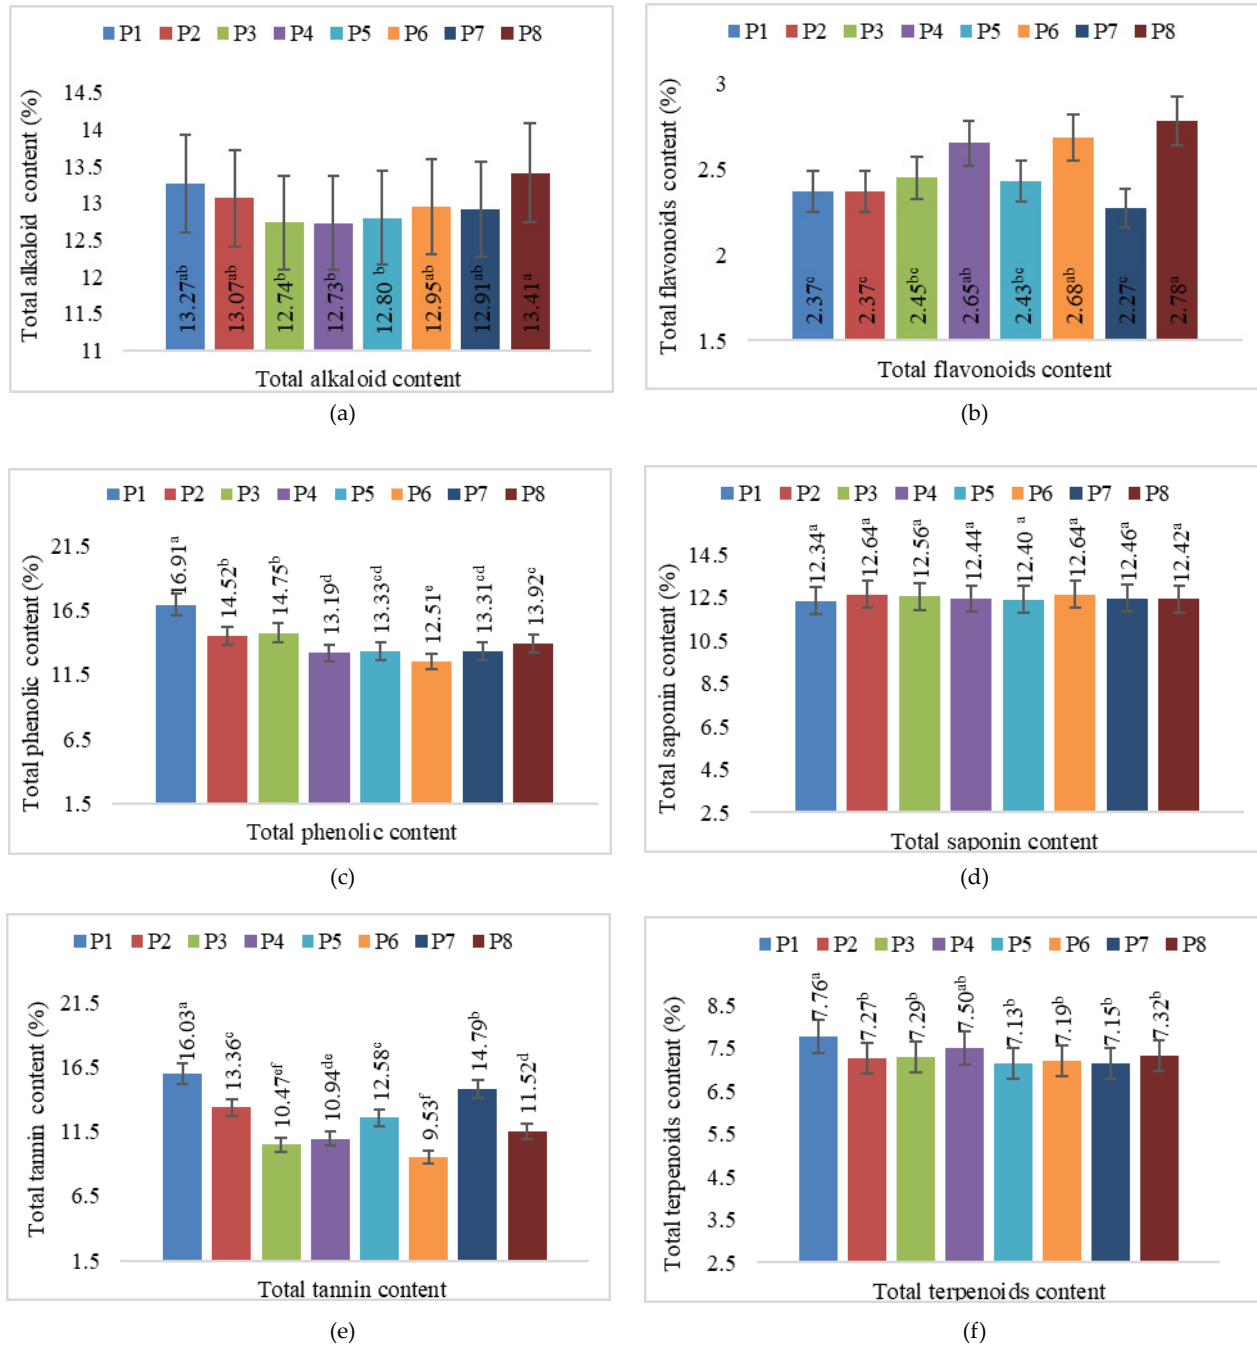 P1 P2 P3 P4 P5 P6 P7 P8
Total alkaloid content (%)
14.5
14
13.5
13
12.5
12
11.5
11
13.27ab
13.07ab
12.74b
12.73b
12.80 b
12.95ab
12.91ab
13.41a
Total alkaloid content
(a)
P1 P2 P3 P4 P5 P6 P7 P8
Total flavonoids content (%)
3
2.5
2
1.5
2.37c
2.37c
2.45bc
2.65ab
2.43bc
2.68ab
2.27c
2.78a
Total flavonoids content
(b)
P1 P2 P3 P4 P5 P6 P7 P8
Total phenolic content (%)
21.5
16.5
11.5
6.5
1.5
16.91a
14.52b
14.75b
13.19d
13.33cd
12.51e
13.31cd
13.92c
Total phenolic content
(c)
P1 P2 P3 P4 P5 P6 P7 P8
Total saponin content (%)
14.5
12.5
10.5
8.5
6.5
4.5
2.5
12.34a
12.64a
12.56a
12.44a
12.40 a
12.64a
12.46a
12.42a
Total saponin content
(d)
P1 P2 P3 P4 P5 P6 P7 P8
Total tannin content (%)
21.5
16.5
11.5
6.5
1.5
16.03a
13.36c
10.47ef
10.94de
12.58c
9.53f
14.79b
11.52d
Total tannin content
(e)
P1 P2 P3 P4 P5 P6 P7 P8
Total terpenoids content (%)
8.5
7.5
6.5
5.5
4.5
3.5
2.5
7.76a
7.27b
7.29b
7.50ab
7.13b
7.19b
7.15b
7.32b
Total terpenoids content
(f)